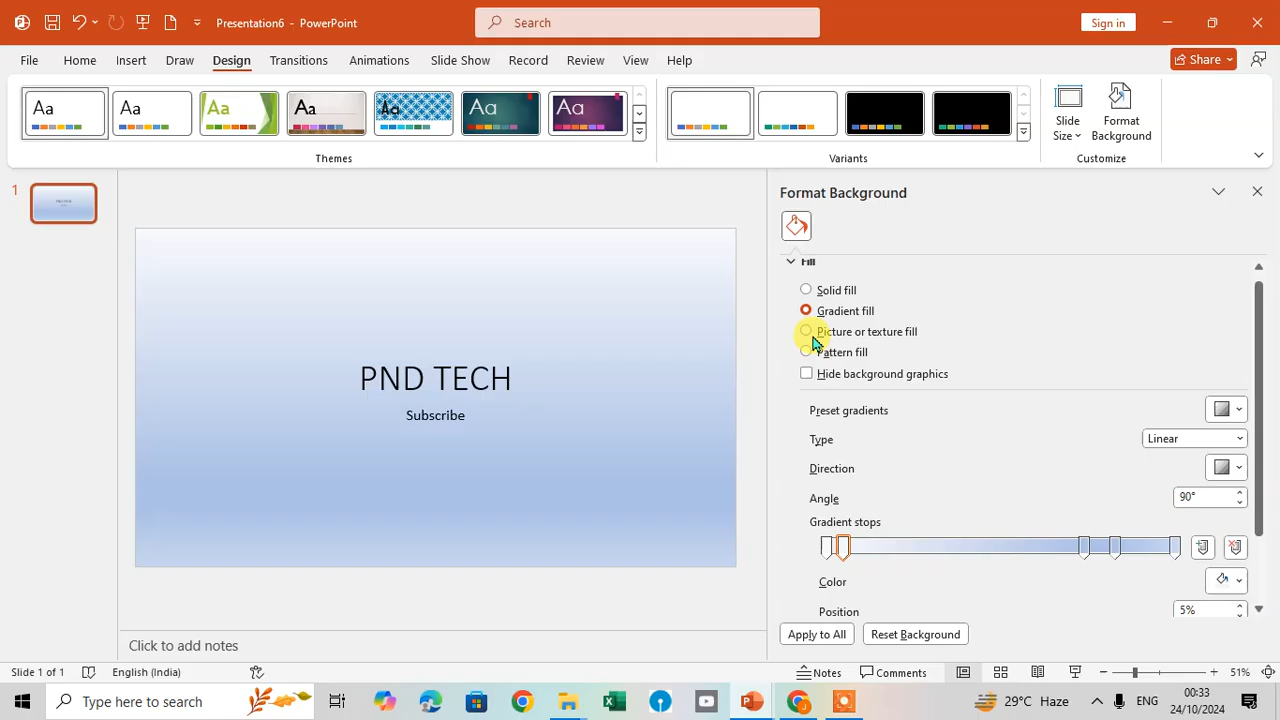 Presentation6 - PowerPoint
Search
Sign in
File Home Insert Draw Design Transitions Animations Slide Show Record Review View Help
Share
Aa Aa Aa Aa Aa Aa Aa
Slide Size
Format Background
Themes
Variants
Customize
1
PND TECH
Subscribe
Format Background
Fill
Solid fill
Gradient fill
Picture or texture fill
Pattern fill
Hide background graphics
Preset gradients
Type Linear
Direction
Angle 90°
Gradient stops
Color
Position 5%
Apply to All Reset Background
Click to add notes
Slide 1 of 1 English (India) Notes Comments 51%
Type here to search
29°C Haze
ENG
00:33
24/10/2024